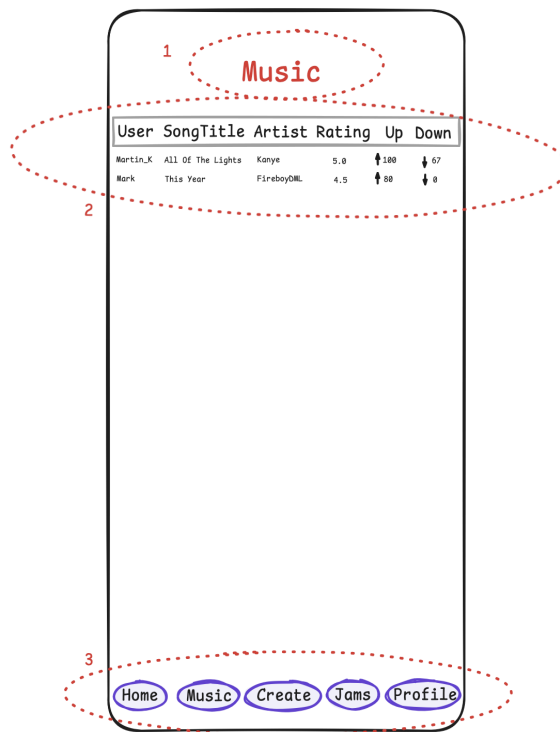 1
Music
User SongTitle Artist Rating Up Down
Martin_K All Of The Lights Kanye 5.0 100 67
Mark This Year FireboyDML 4.5 80 0
2
3
Home Music Create Jams Profile